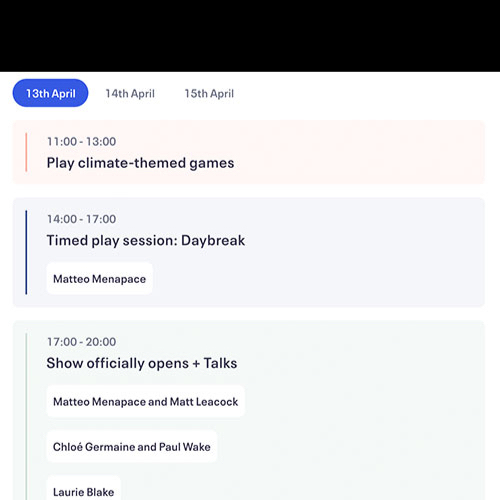 13th April 14th April 15th April
11:00 - 13:00
Play climate-themed games
14:00 - 17:00
Timed play session: Daybreak
Matteo Menapace
17:00 - 20:00
Show officially opens + Talks
Matteo Menapace and Matt Leacock
Chloé Germaine and Paul Wake
Laurie Blake